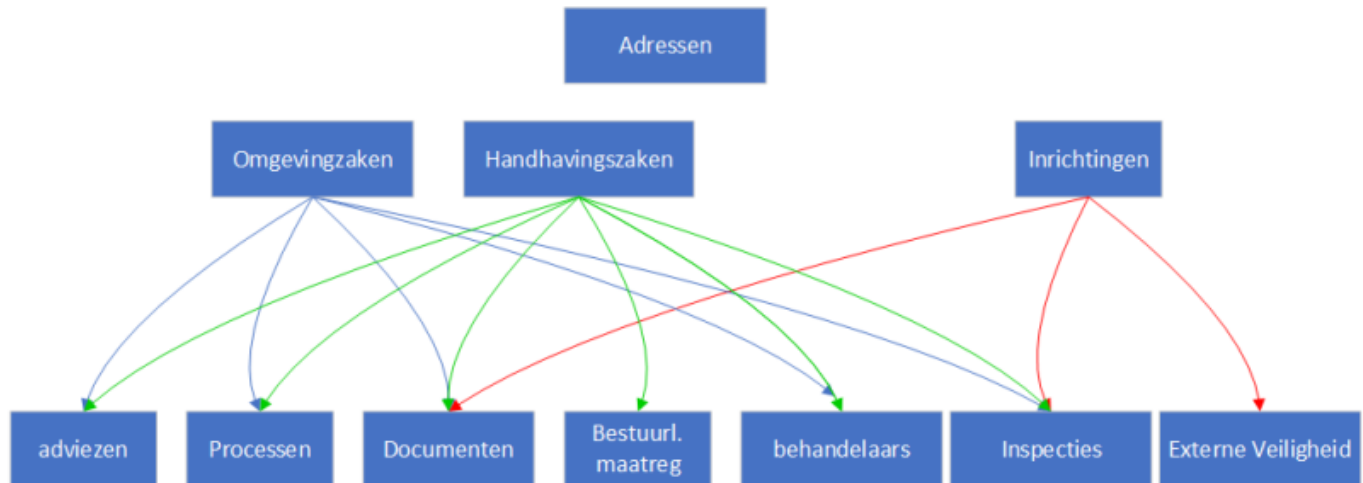 Adressen
Omgevingzaken
Handhavingszaken
Inrichtingen
adviezen
Processen
Documenten
Bestuurl.
maatreg
behandelaars
Inspecties
Externe Veiligheid